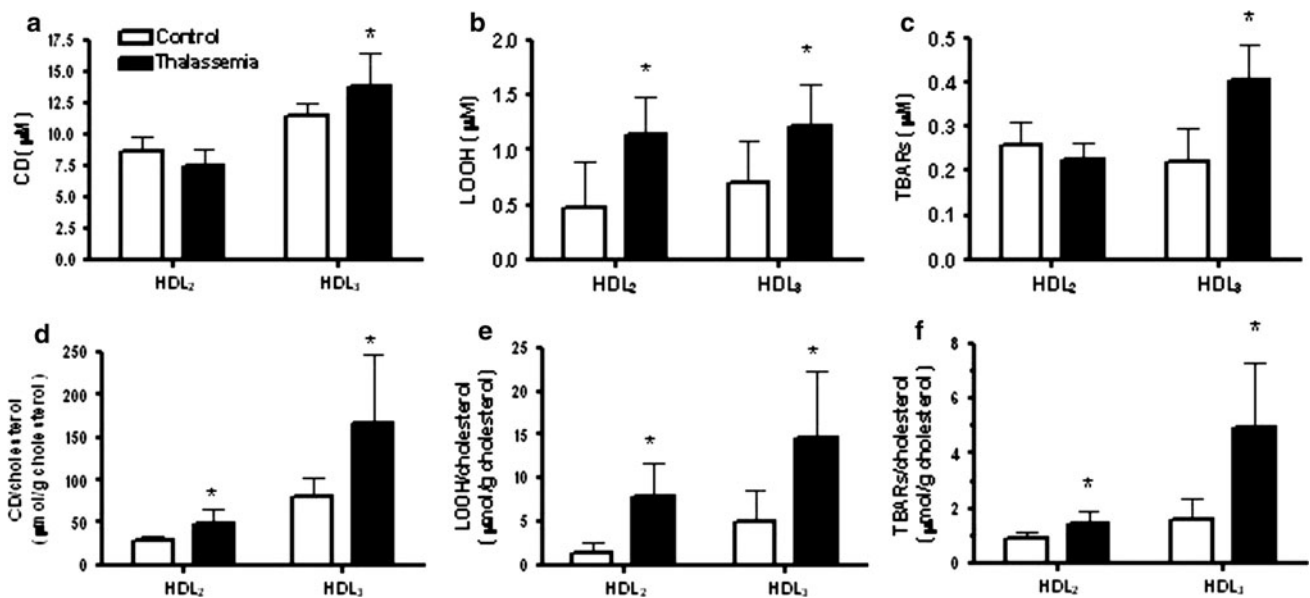 a
Control
Thalassemia
CD( μM)
17.5
15.0
12.5
10.0
7.5
5.0
2.5
0.0
*
HDL₂
HDL₃
b
LOOH ( μM)
2.0
1.5
1.0
0.5
0.0
*
*
HDL₂
HDL₃
c
TBARs ( μM)
0.5
0.4
0.3
0.2
0.1
0.0
*
HDL₂
HDL₃
d
CD/cholesterol
( μmol/g cholesterol )
250
200
150
100
50
0
*
*
HDL₂
HDL₃
e
LOOH/cholesterol
( μmol/g cholesterol)
25
20
15
10
5
0
*
*
HDL₂
HDL₃
f
TBARs/cholesterol
( μmol/g cholesterol)
8
6
4
2
0
*
*
HDL₂
HDL₃